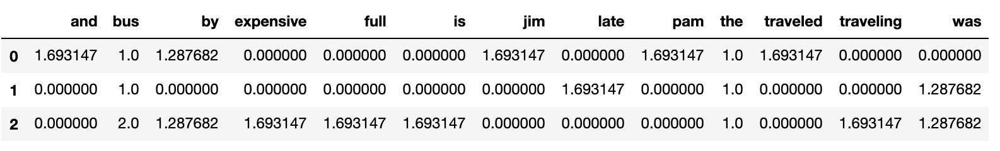 and bus by expensive full is jim late pam the traveled traveling was
0 1.693147 1.0 1.287682 0.000000 0.000000 0.000000 1.693147 0.000000 1.693147 1.0 1.693147 0.000000 0.000000
1 0.000000 1.0 0.000000 0.000000 0.000000 0.000000 0.000000 1.693147 0.000000 1.0 0.000000 0.000000 1.287682
2 0.000000 2.0 1.287682 1.693147 1.693147 1.693147 0.000000 0.000000 0.000000 1.0 0.000000 1.693147 1.287682